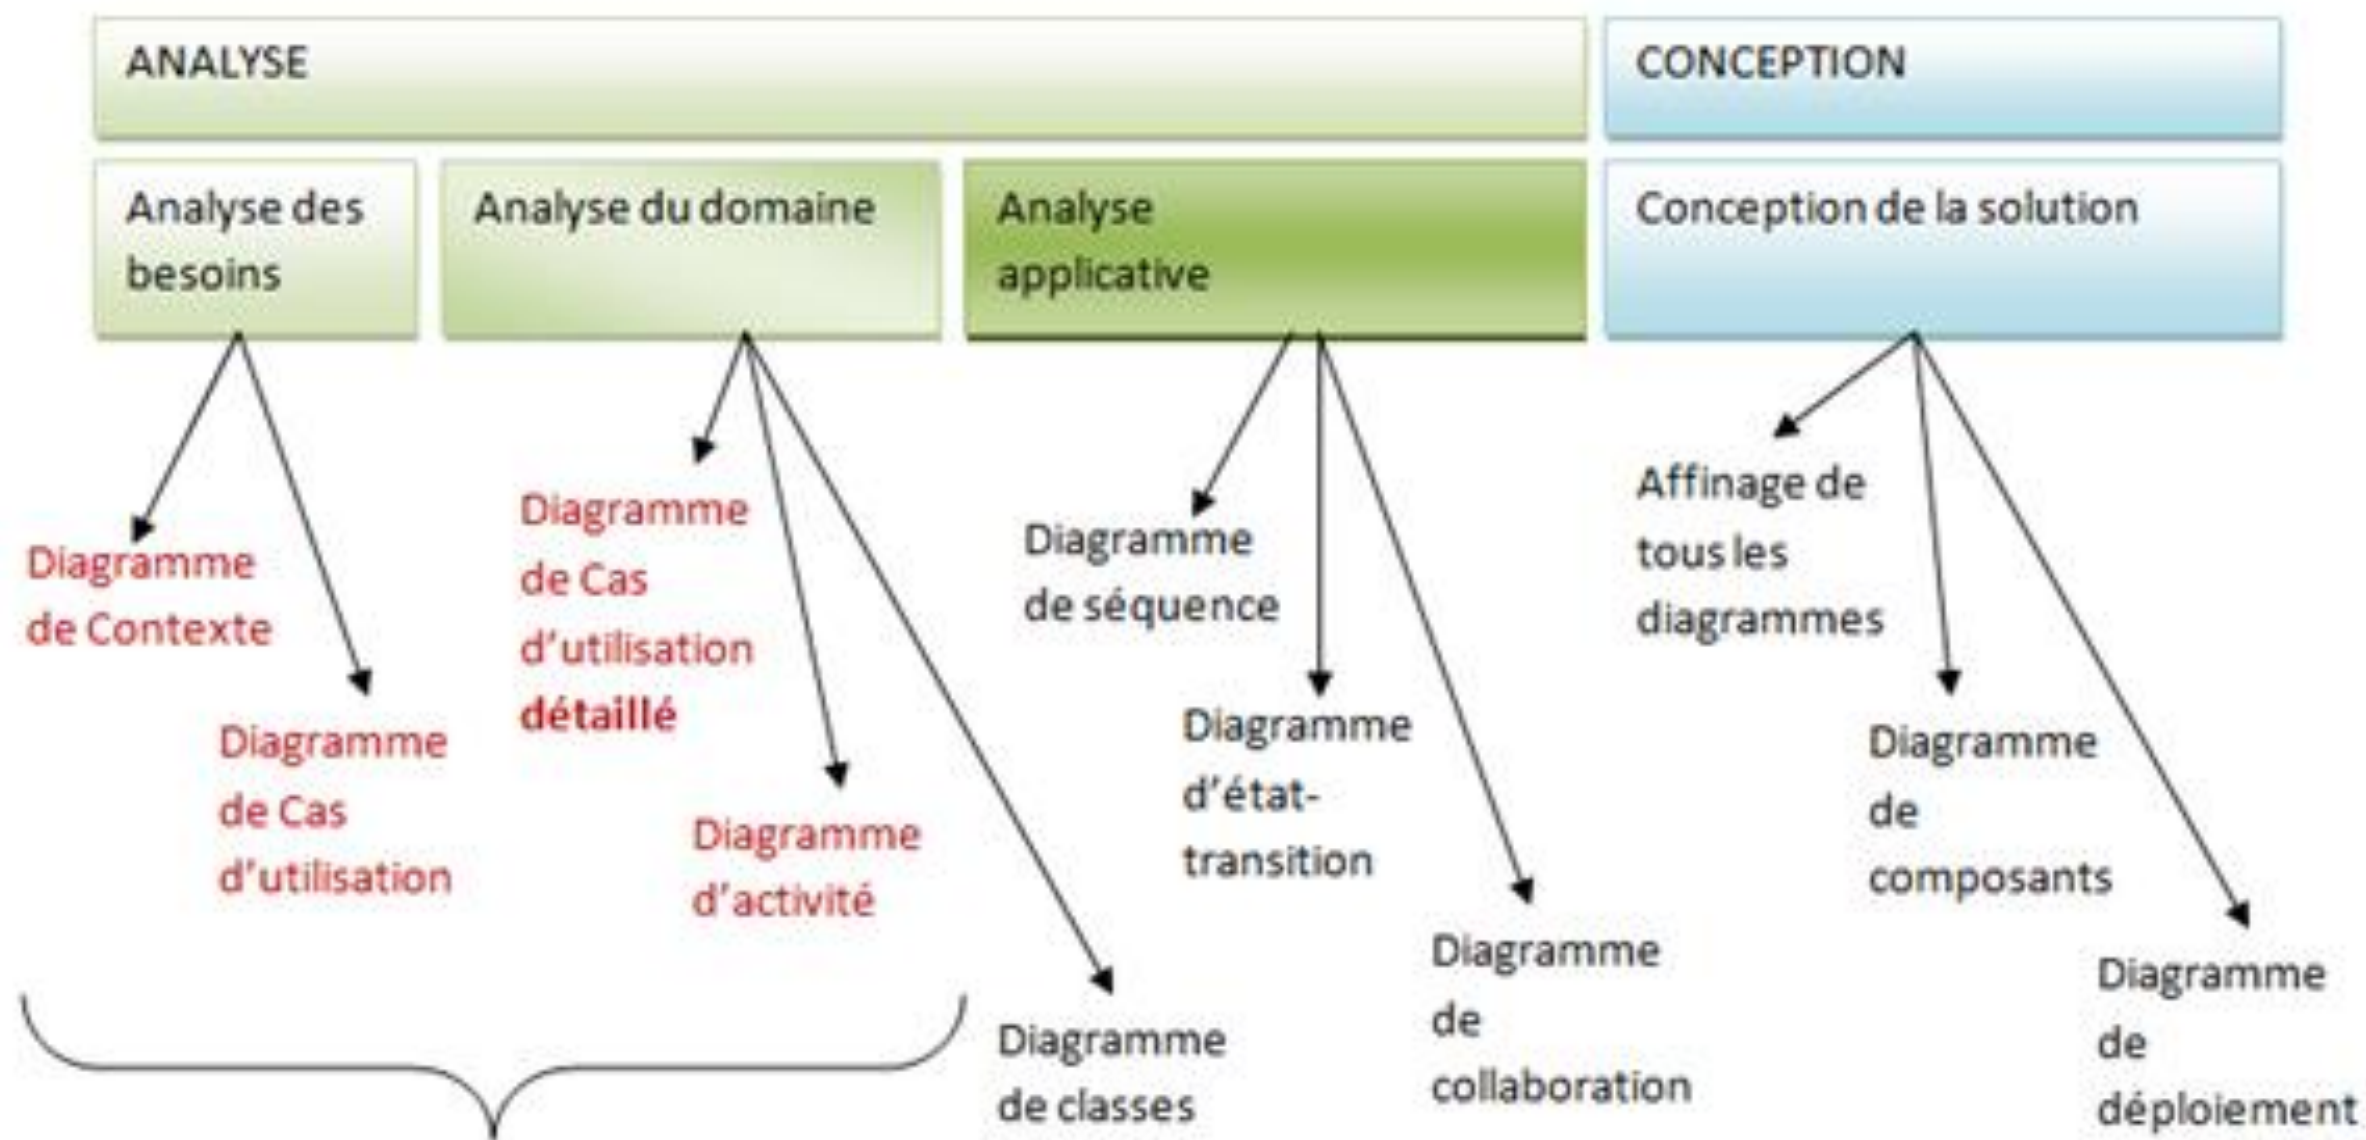 ANALYSE
CONCEPTION
Analyse des
besoins
Analyse du domaine
Analyse
applicative
Conception de la solution
Diagramme
de Contexte
Diagramme
de Cas
d'utilisation
Diagramme
de Cas
d'utilisation
détaillé
Diagramme
d'activité
Diagramme
de classes
Diagramme
de séquence
Diagramme
d'état-
transition
Diagramme
de
collaboration
Affinage de
tous les
diagrammes
Diagramme
de
composants
Diagramme
de
déploiement